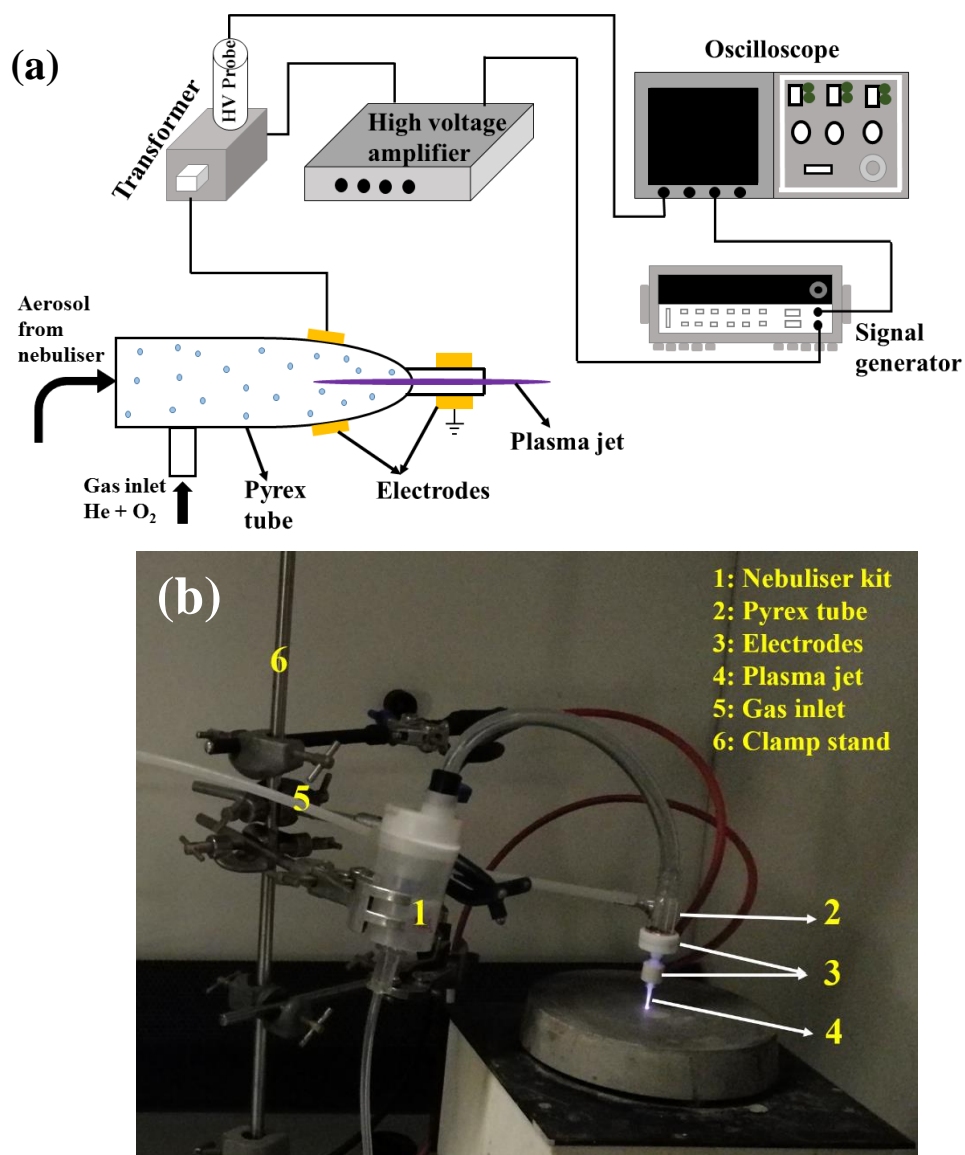 (a)
Oscilloscope
HV Probe
Transformer
High voltage
amplifier
Aerosol
from
nebuliser
Signal
generator
Plasma jet
Gas inlet
He + O₂
Pyrex
tube
Electrodes
(b)
1: Nebuliser kit
2: Pyrex tube
3: Electrodes
4: Plasma jet
5: Gas inlet
6: Clamp stand
6
5
1
2
3
4